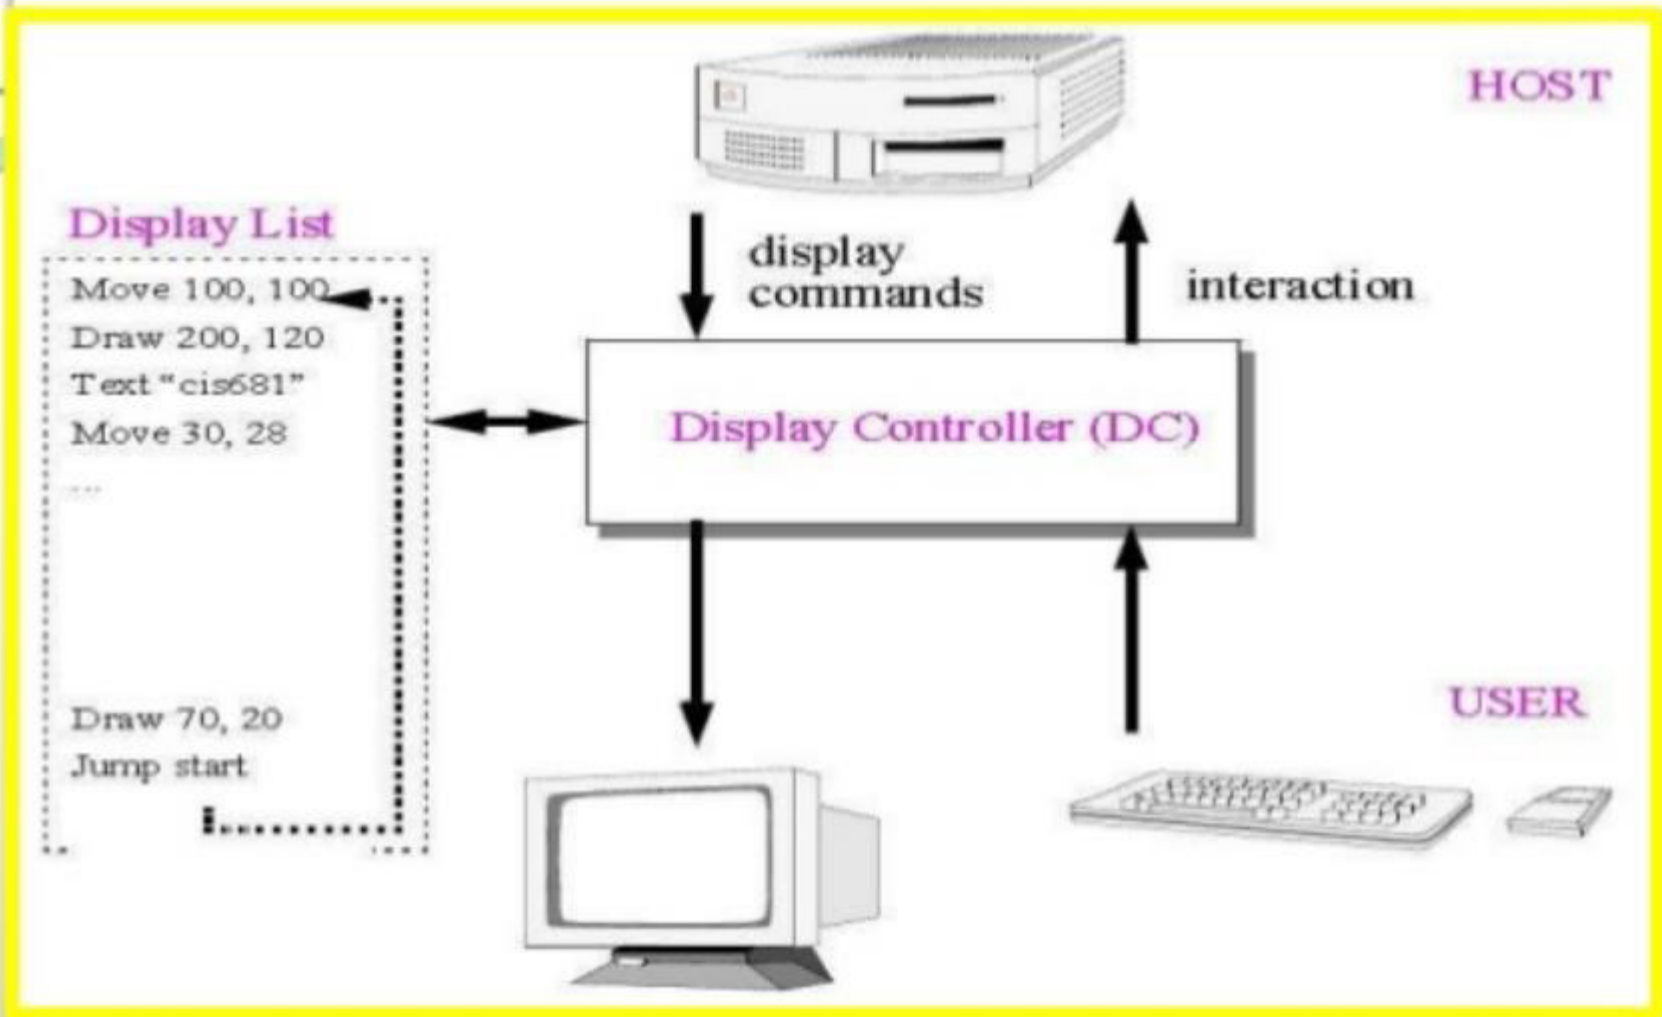 HOST
Display List
Move 100, 100
Draw 200, 120
Text “cis681”
Move 30, 28
...
Draw 70, 20
Jump start
display
commands
interaction
Display Controller (DC)
USER